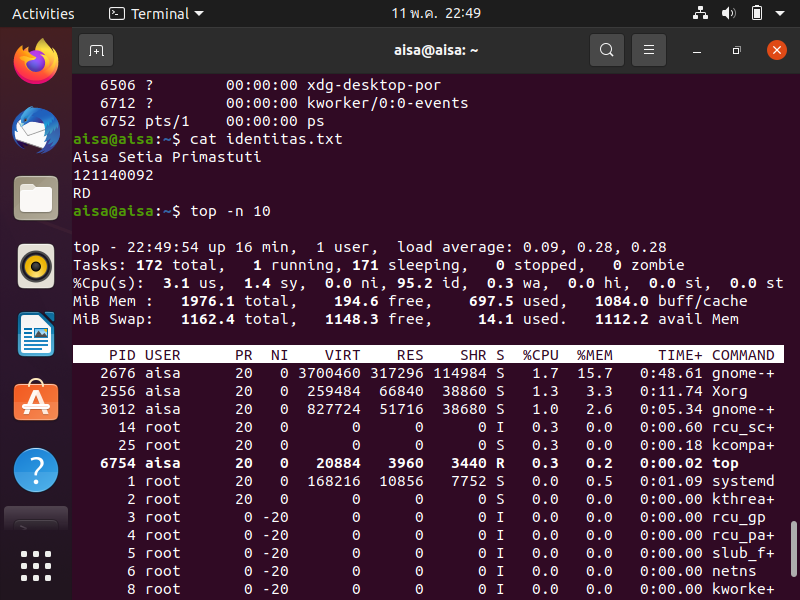 Activities Terminal 11 พ.ค. 22:49
aisa@aisa: ~
6506 ? 00:00:00 xdg-desktop-por
6712 ? 00:00:00 kworker/0:0-events
6752 pts/1 00:00:00 ps
aisa@aisa:~$ cat identitas.txt
Aisa Setia Primastuti
121140092
RD
aisa@aisa:~$ top -n 10
top - 22:49:54 up 16 min, 1 user, load average: 0.09, 0.28, 0.28
Tasks: 172 total, 1 running, 171 sleeping, 0 stopped, 0 zombie
%Cpu(s): 3.1 us, 1.4 sy, 0.0 ni, 95.2 id, 0.3 wa, 0.0 hi, 0.0 si, 0.0 st
MiB Mem : 1976.1 total, 194.6 free, 697.5 used, 1084.0 buff/cache
MiB Swap: 1162.4 total, 1148.3 free, 14.1 used. 1112.2 avail Mem
PID USER PR NI VIRT RES SHR S %CPU %MEM TIME+ COMMAND
2676 aisa 20 0 3700460 317296 114984 S 1.7 15.7 0:48.61 gnome-+
2556 aisa 20 0 259484 66840 38860 S 1.3 3.3 0:11.74 Xorg
3012 aisa 20 0 827724 51716 38680 S 1.0 2.6 0:05.34 gnome-+
14 root 20 0 0 0 0 I 0.3 0.0 0:00.60 rcu_sc+
25 root 20 0 0 0 0 S 0.3 0.0 0:00.18 kcompa+
6754 aisa 20 0 20884 3960 3440 R 0.3 0.2 0:00.02 top
1 root 20 0 168216 10856 7752 S 0.0 0.5 0:01.09 systemd
2 root 20 0 0 0 0 S 0.0 0.0 0:00.00 kthrea+
3 root 0 -20 0 0 0 I 0.0 0.0 0:00.00 rcu_gp
4 root 0 -20 0 0 0 I 0.0 0.0 0:00.00 rcu_pa+
5 root 0 -20 0 0 0 I 0.0 0.0 0:00.00 slub_f+
6 root 0 -20 0 0 0 I 0.0 0.0 0:00.00 netns
8 root 0 -20 0 0 0 I 0.0 0.0 0:00.00 kworke+